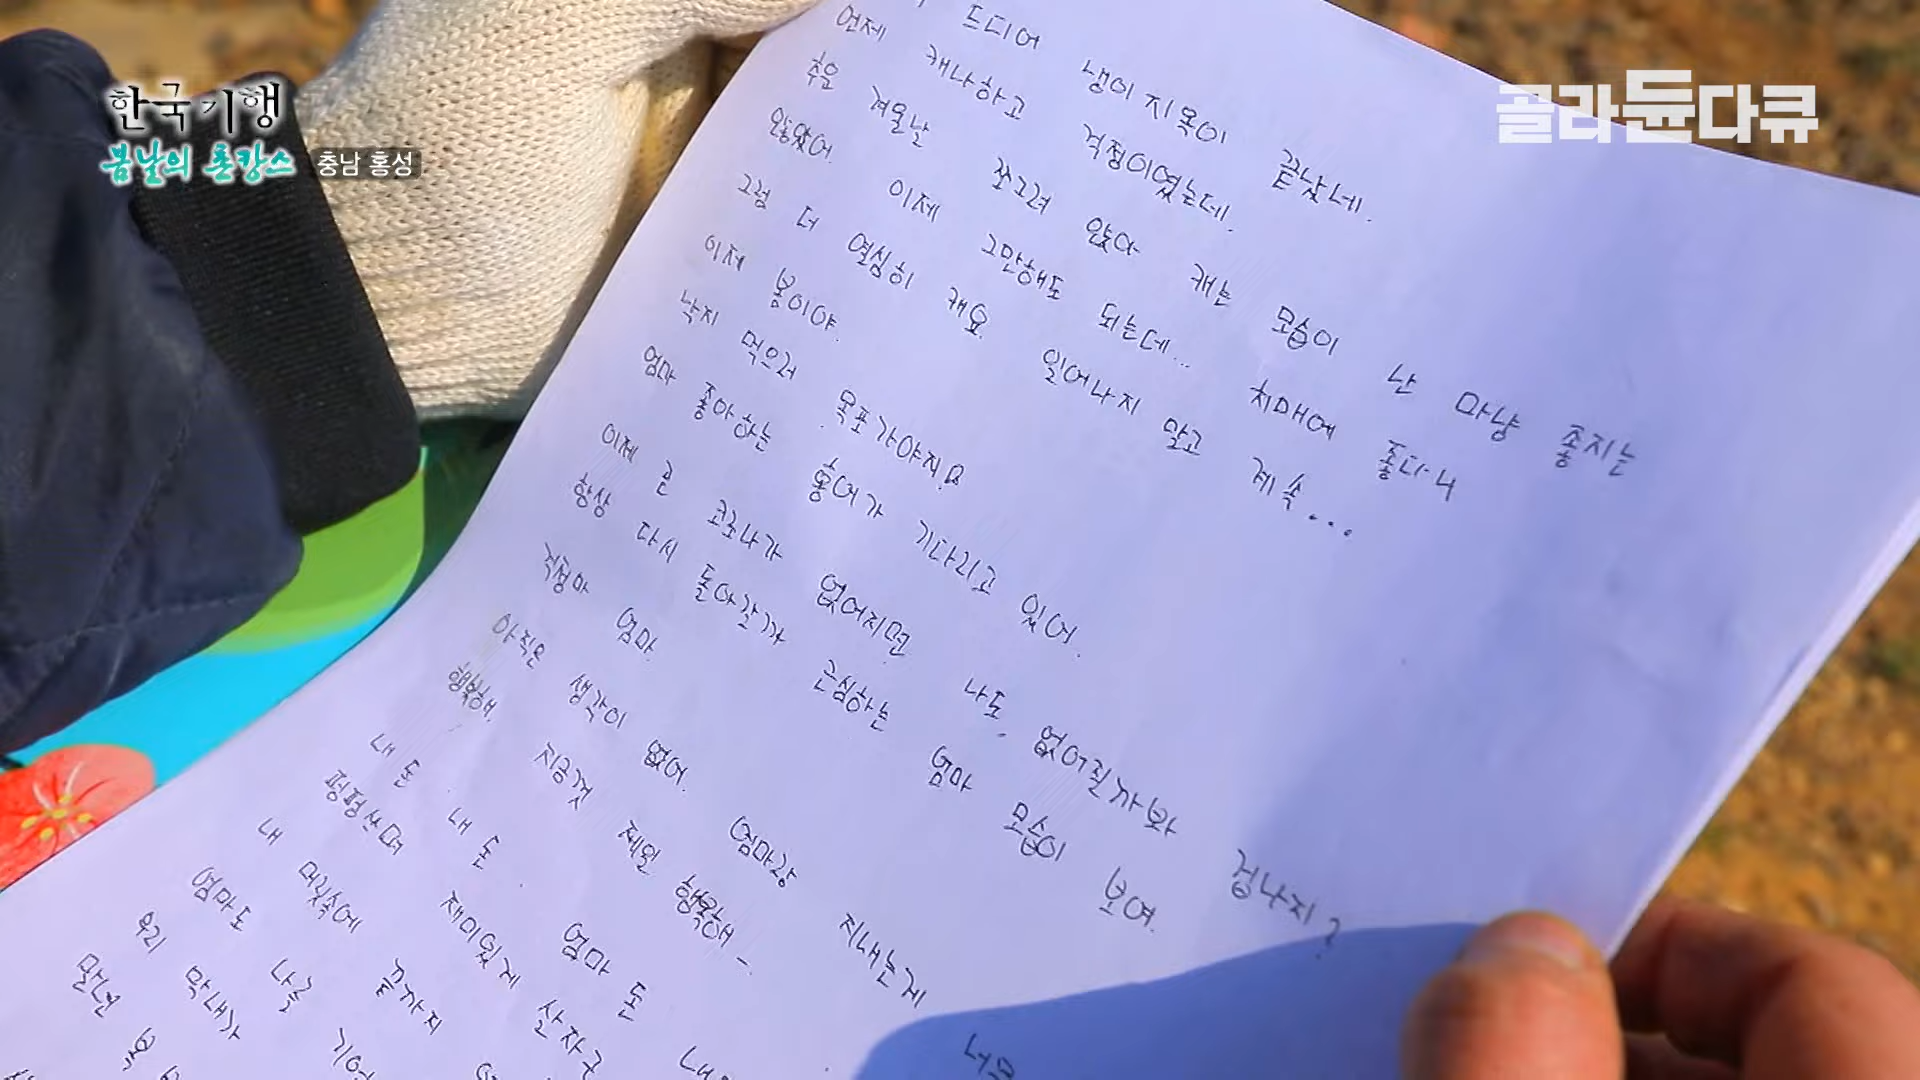 한국기행
봄날의 촌캉스 충남 홍성
골라듄다큐
드디어 냉이지옥이 끝났네.
언제 캐나하고 걱정이였는데.
추운 겨울날 쪼그려 앉아 캐는 모습이 난 마냥 좋지는
않았어. 이제 그만해도 되는데... 치매에 좋다니
그럼 더 열심히 캐요. 일어나지 말고 계속...
이제 봄이야.
낙지 먹으러 목포가야지!
엄마 좋아하는 홍어가 기다리고 있어.
이제 곧 코로나가 없어지면 나도 없어질까봐 겁나지?
항상 다시 돌아갈까 근심하는 엄마 모습이 보여.
걱정마 엄마.
아직은 생각이 없어. 엄마랑 지내는게 너무
행복해. 지금껏 제일 행복해~.
내 돈 내 돈. 엄마 돈
펑펑쓰며 재미있게 살자구
내 머릿속에 끝까지
엄마도 나를
우리 막내가
말년 복